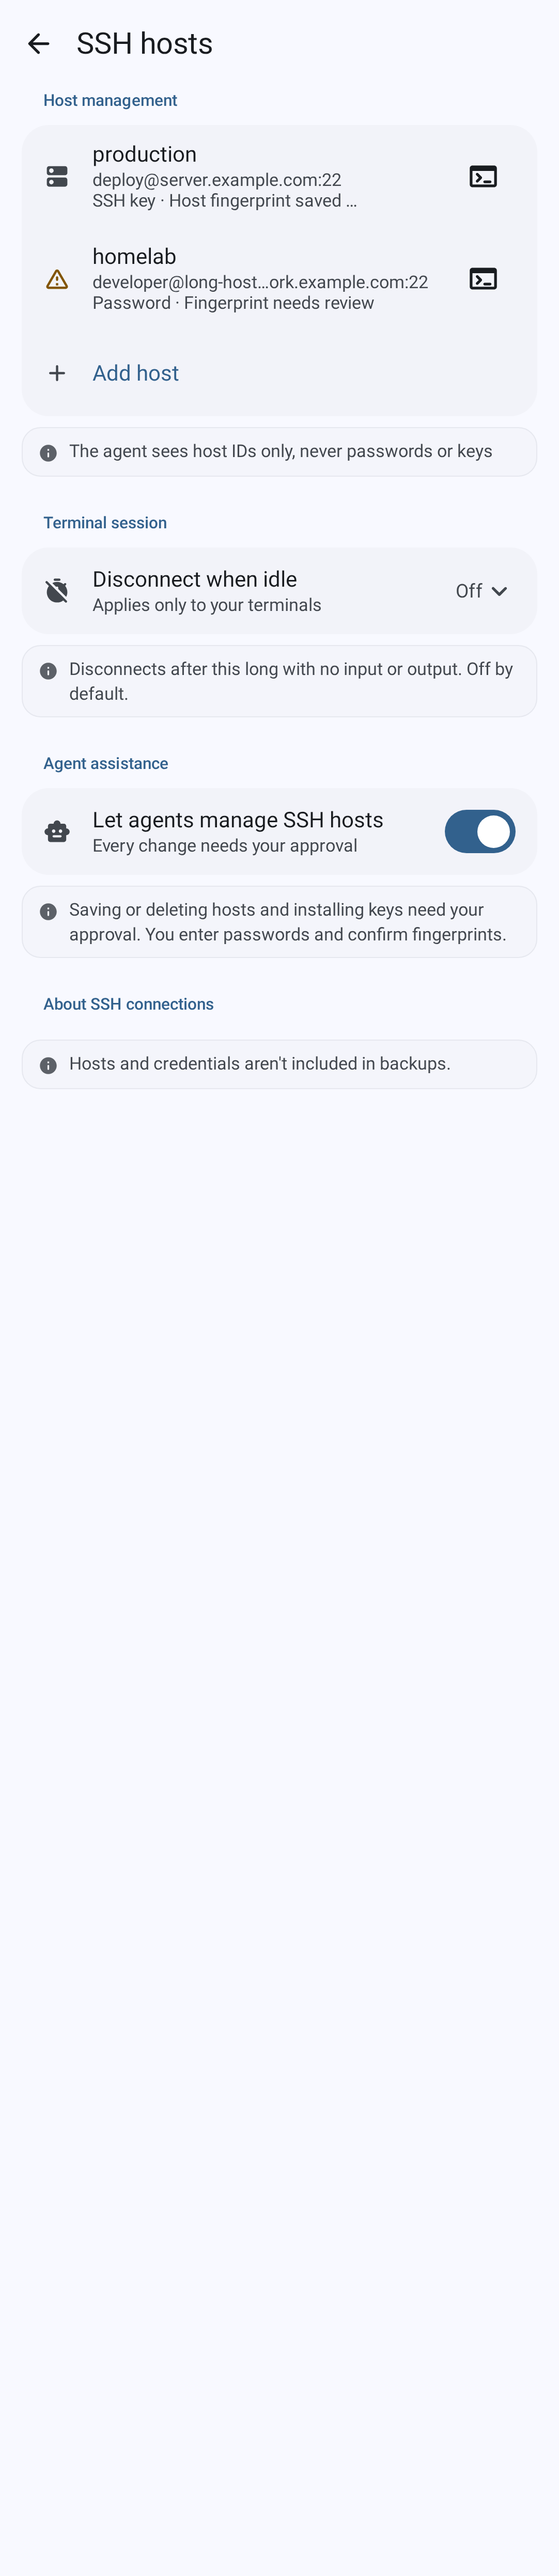 SSH hosts
Host management
production
deploy@server.example.com:22
SSH key · Host fingerprint saved ...
homelab
developer@long-host...ork.example.com:22
Password · Fingerprint needs review
Add host
The agent sees host IDs only, never passwords or keys
Terminal session
Disconnect when idle
Applies only to your terminals
Off
Disconnects after this long with no input or output. Off by
default.
Agent assistance
Let agents manage SSH hosts
Every change needs your approval
Saving or deleting hosts and installing keys need your
approval. You enter passwords and confirm fingerprints.
About SSH connections
Hosts and credentials aren't included in backups.